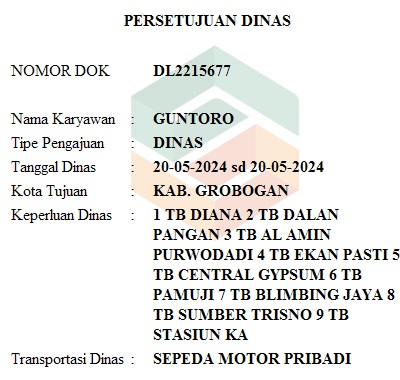 PERSETUJUAN DINAS
NOMOR DOK DL2215677
Nama Karyawan : GUNTORO
Tipe Pengajuan : DINAS
Tanggal Dinas : 20-05-2024 sd 20-05-2024
Kota Tujuan : KAB. GROBOGAN
Keperluan Dinas : 1 TB DIANA 2 TB DALAN
PANGAN 3 TB AL AMIN
PURWODADI 4 TB EKAN PASTI 5
TB CENTRAL GYPSUM 6 TB
PAMUJI 7 TB BLIMBING JAYA 8
TB SUMBER TRISNO 9 TB
STASIUN KA
Transportasi Dinas : SEPEDA MOTOR PRIBADI